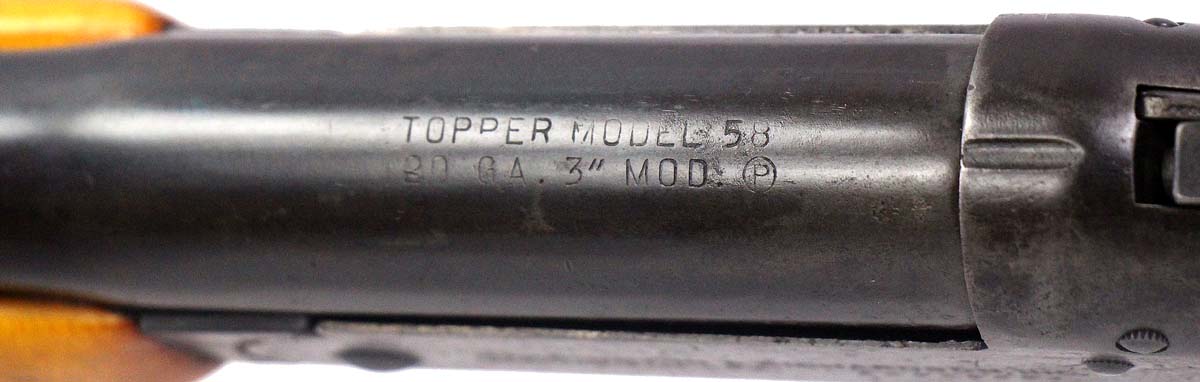 TOPPER MODEL 58
20 GA. 3" MOD. Ⓟ